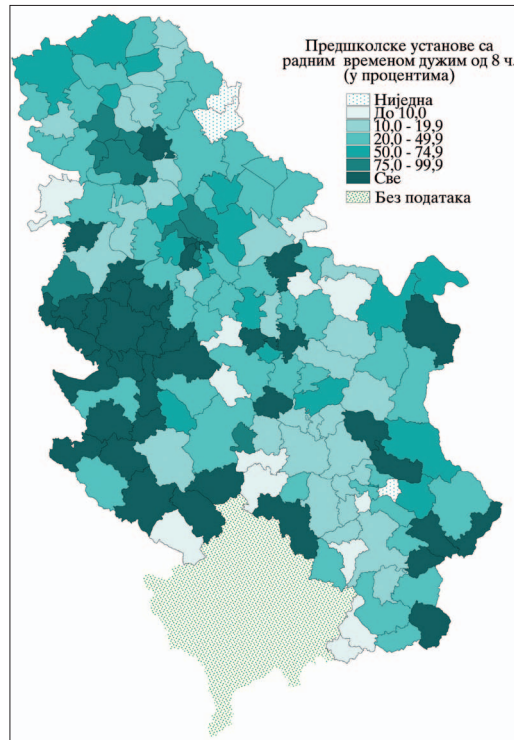 Предшколске установе са
радним временом дужим од 8 ч.
(у процентима)
Ниједна
До 10,0
10,0 - 19,9
20,0 - 49,9
50,0 - 74,9
75,0 - 99,9
Све
Без података